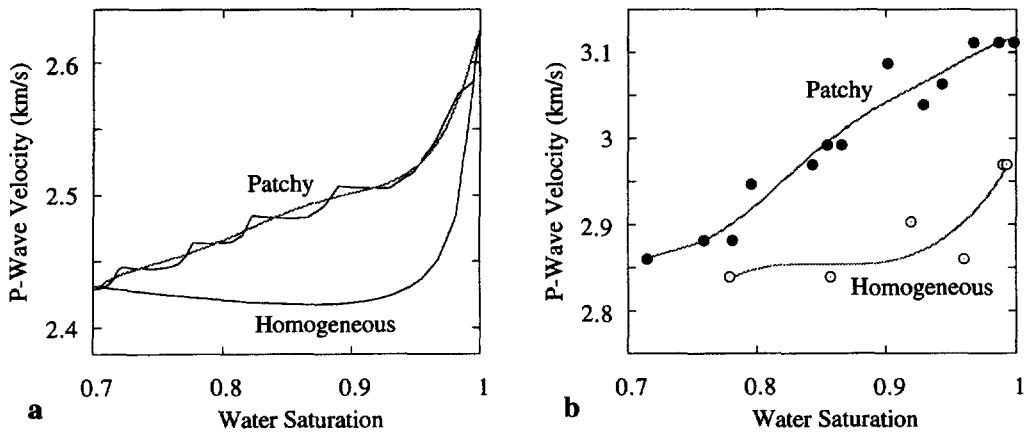 P-Wave Velocity (km/s)
2.6
2.5
2.4
Patchy
Homogeneous
0.7 0.8 0.9 1
Water Saturation
a
P-Wave Velocity (km/s)
3.1
3
2.9
2.8
Patchy
Homogeneous
0.7 0.8 0.9 1
Water Saturation
b